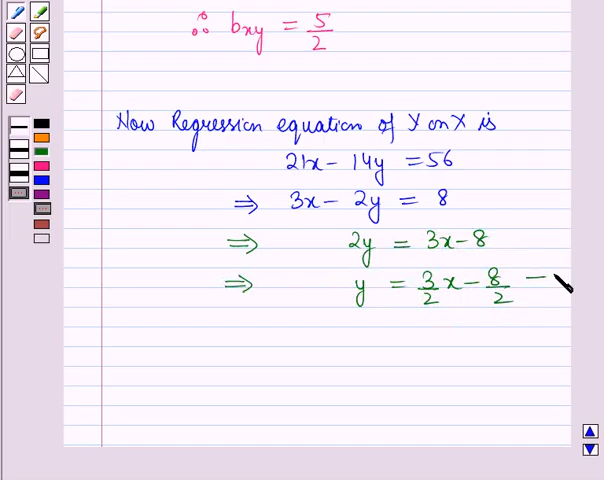 ∴ bxy = 5/2
Now Regression equation of Y on X is
21x - 14y = 56
⇒ 3x - 2y = 8
⇒ 2y = 3x - 8
⇒ y = 3/2 x - 8/2 -